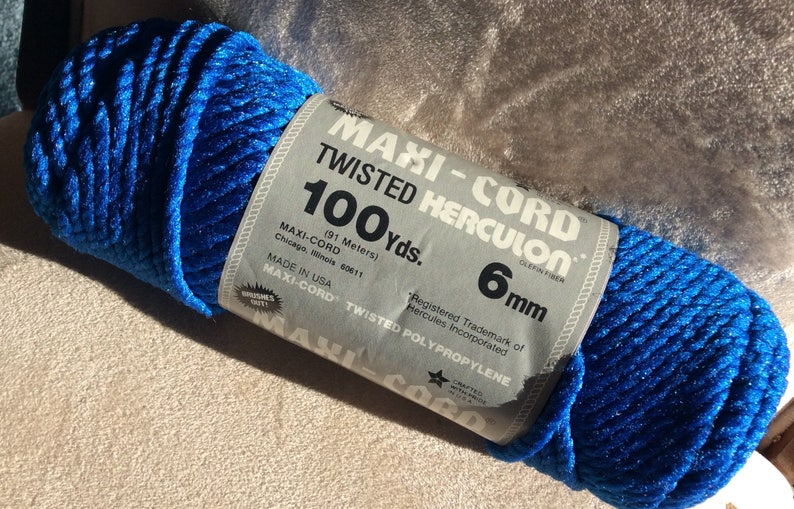 MAXI-CORD®
TWISTED HERCULON*
OLEFIN FIBER
100 Yds.
(91 Meters)
6mm
MAXI-CORD
Chicago, Illinois 60611
MADE IN USA
*Registered Trademark of
Hercules Incorporated
BRUSHES
OUT!
MAXI-CORD® TWISTED POLYPROPYLENE
MAXI-CORD®
CRAFTED
WITH PRIDE
IN U.S.A.